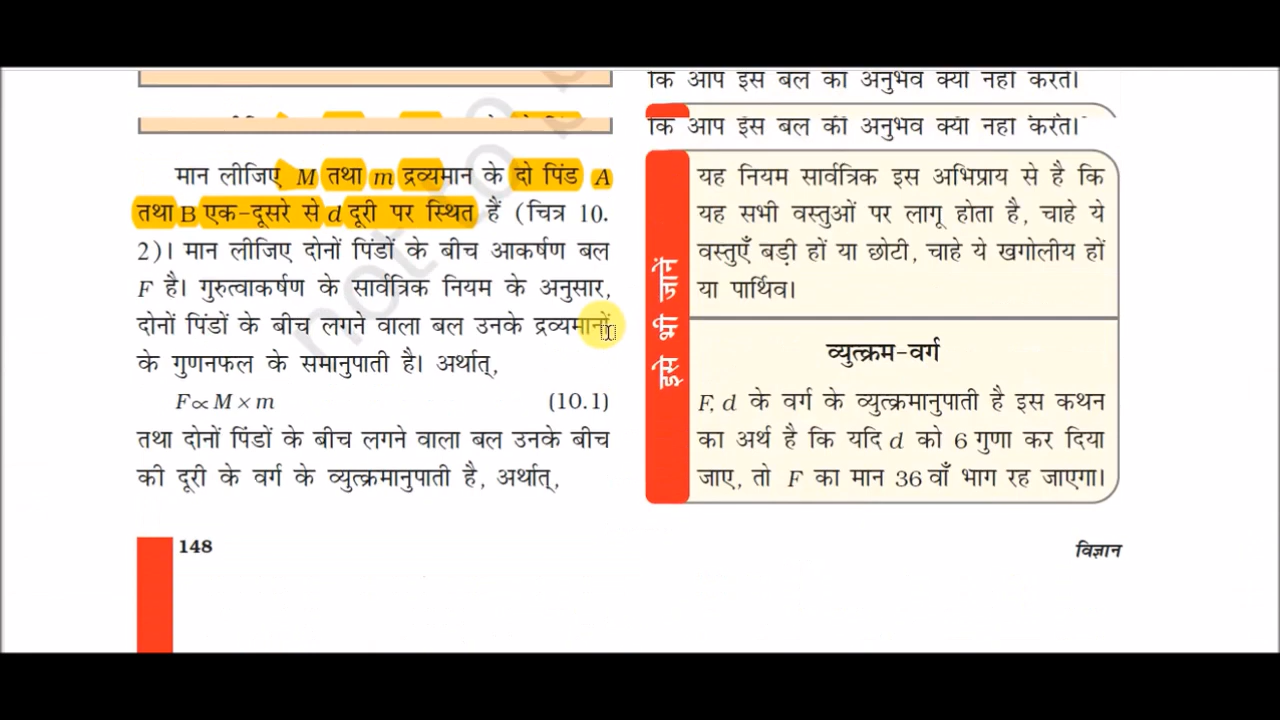 मान लीजिए M तथा m द्रव्यमान के दो पिंड A
तथा B एक-दूसरे से d दूरी पर स्थित हैं (चित्र 10.
2)। मान लीजिए दोनों पिंडों के बीच आकर्षण बल
F है। गुरुत्वाकर्षण के सार्वत्रिक नियम के अनुसार,
दोनों पिंडों के बीच लगने वाला बल उनके द्रव्यमानों
के गुणनफल के समानुपाती है। अर्थात्,
F∝M×m (10.1)
तथा दोनों पिंडों के बीच लगने वाला बल उनके बीच
की दूरी के वर्ग के व्युत्क्रमानुपाती है, अर्थात्,
148
कि आप इस बल का अनुभव क्यों नहीं करते।
कि आप इस बल की अनुभव क्यों नहीं करते।
इसे भी जानें
यह नियम सार्वत्रिक इस अभिप्राय से है कि
यह सभी वस्तुओं पर लागू होता है, चाहे ये
वस्तुएँ बड़ी हों या छोटी, चाहे ये खगोलीय हों
या पार्थिव।
व्युत्क्रम-वर्ग
F, d के वर्ग के व्युत्क्रमानुपाती है इस कथन
का अर्थ है कि यदि d को 6 गुणा कर दिया
जाए, तो F का मान 36 वाँ भाग रह जाएगा।
विज्ञान
not to b